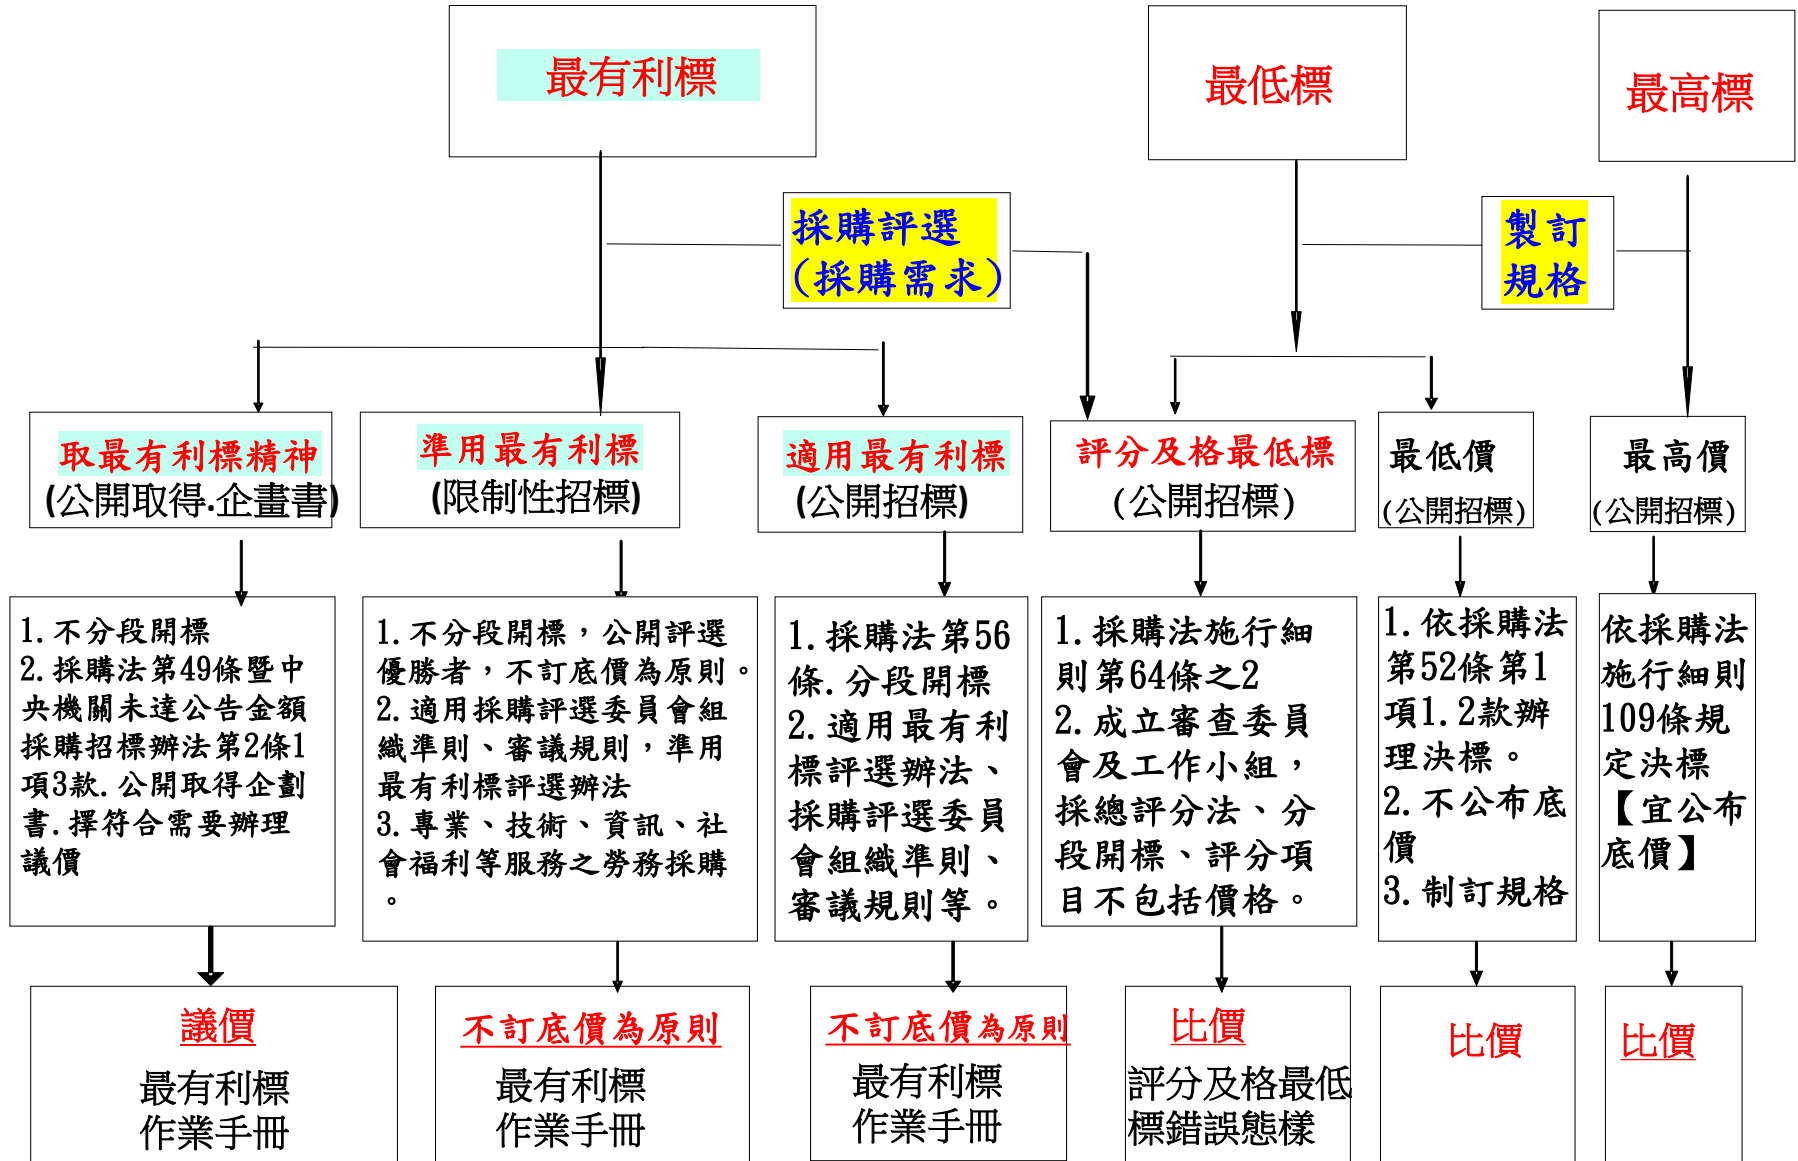 最有利標
最低標
最高標
採購評選
(採購需求)
製訂
規格
取最有利標精神
(公開取得.企畫書)
準用最有利標
(限制性招標)
適用最有利標
(公開招標)
評分及格最低標
(公開招標)
最低價
(公開招標)
最高價
(公開招標)
1.不分段開標
2.採購法第49條暨中
央機關未達公告金額
採購招標辦法第2條1
項3款.公開取得企劃
書.擇符合需要辦理
議價
1.不分段開標，公開評選
優勝者，不訂底價為原則。
2.適用採購評選委員會組
織準則、審議規則，準用
最有利標評選辦法
3.專業、技術、資訊、社
會福利等服務之勞務採購
。
1.採購法第56
條.分段開標
2.適用最有利
標評選辦法、
採購評選委員
會組織準則、
審議規則等。
1.採購法施行細
則第64條之2
2.成立審查委員
會及工作小組，
採總評分法、分
段開標、評分項
目不包括價格。
1.依採購法
第52條第1
項1.2款辦
理決標。
2.不公布底
價
3.制訂規格
依採購法
施行細則
109條規
定決標
【宜公布
底價】
議價
最有利標
作業手冊
不訂底價為原則
最有利標
作業手冊
不訂底價為原則
最有利標
作業手冊
比價
評分及格最低
標錯誤態樣
比價
比價